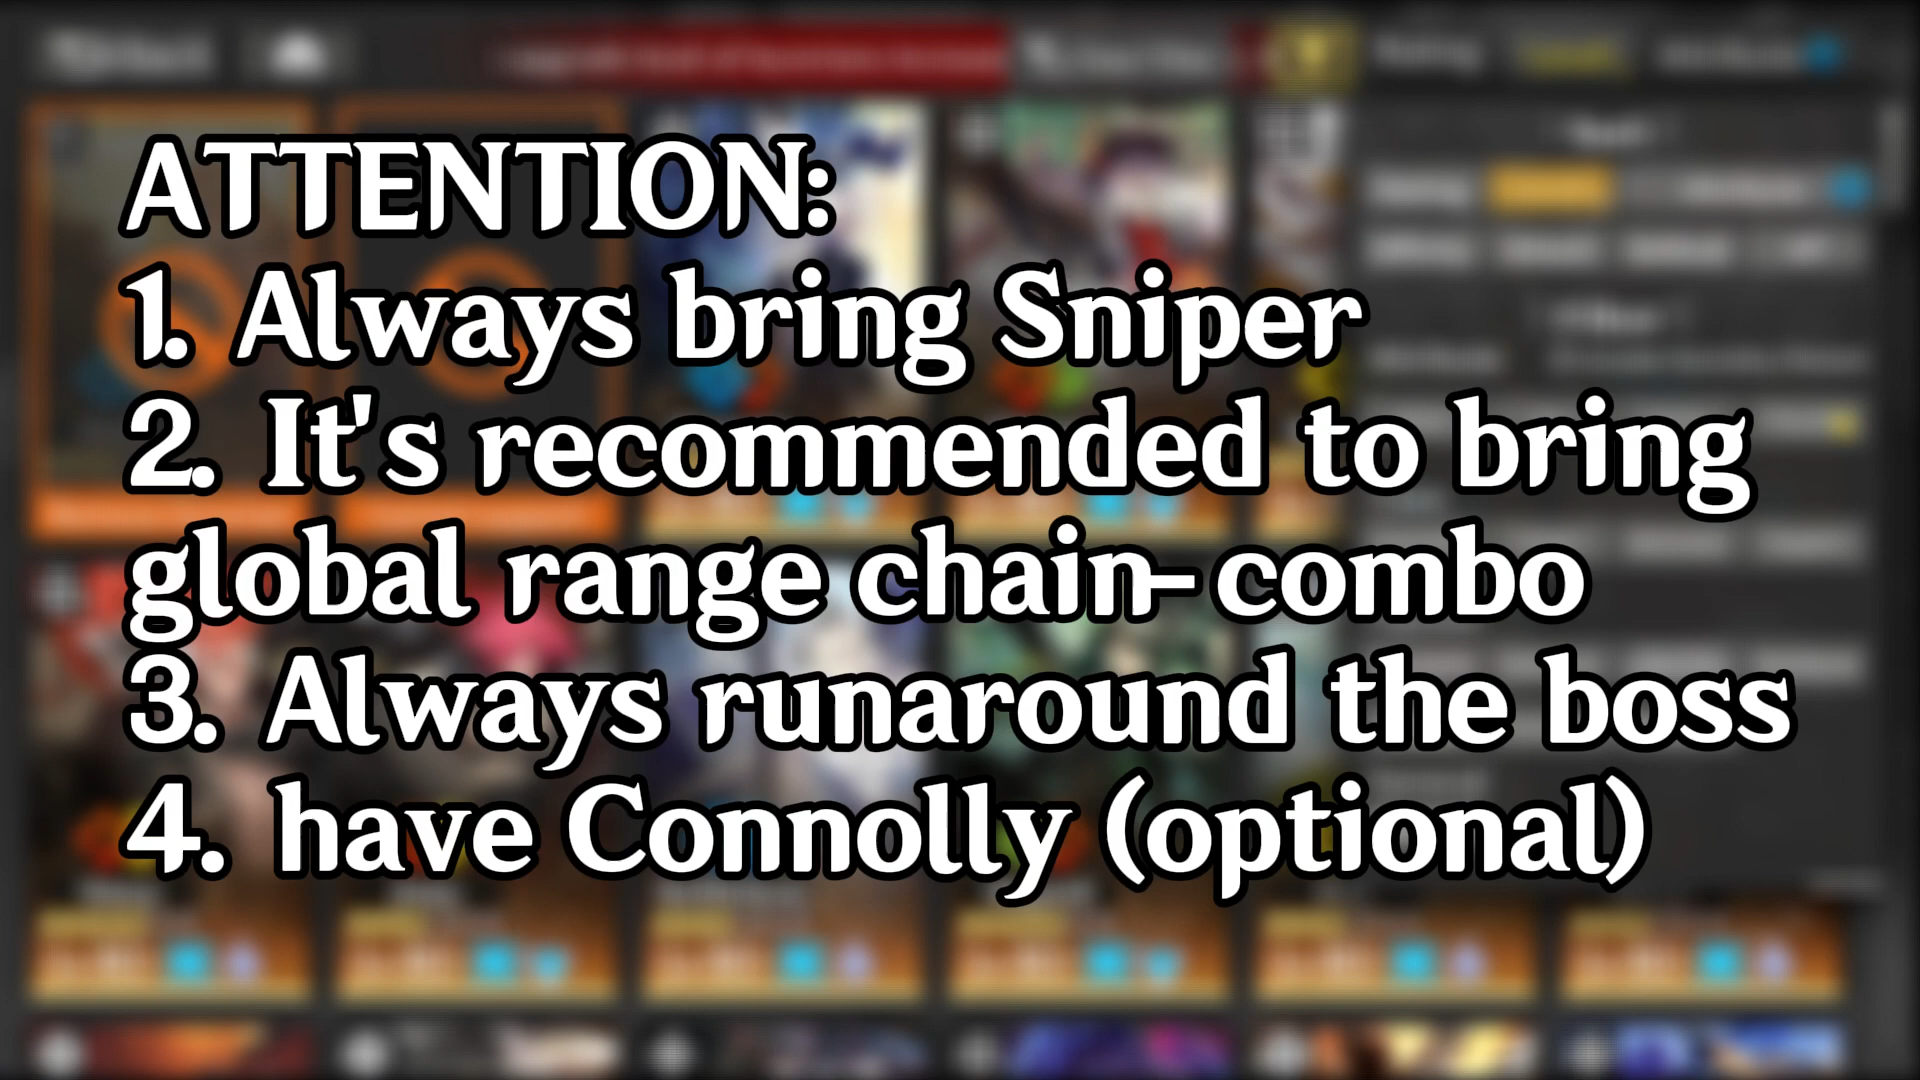 ATTENTION:
1. Always bring Sniper
2. It's recommended to bring
global range chain-combo
3. Always runaround the boss
4. have Connolly (optional)